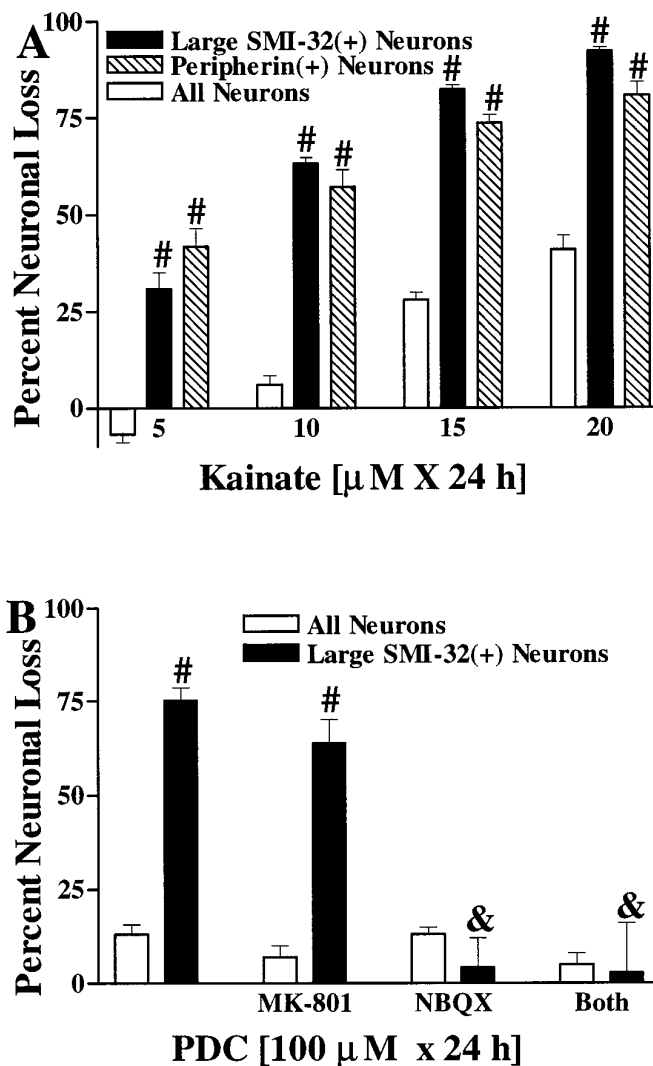 A
100
75
50
25
0
Percent Neuronal Loss
Large SMI-32(+) Neurons
Peripherin(+) Neurons
All Neurons
# # # # # # # #
5 10 15 20
Kainate [μ M X 24 h]
B
100
75
50
25
0
Percent Neuronal Loss
All Neurons
Large SMI-32(+) Neurons
# # & &
MK-801 NBQX Both
PDC [100 μ M x 24 h]